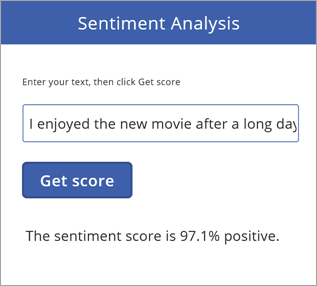 Sentiment Analysis
Enter your text, then click Get score
I enjoyed the new movie after a long day
Get score
The sentiment score is 97.1% positive.